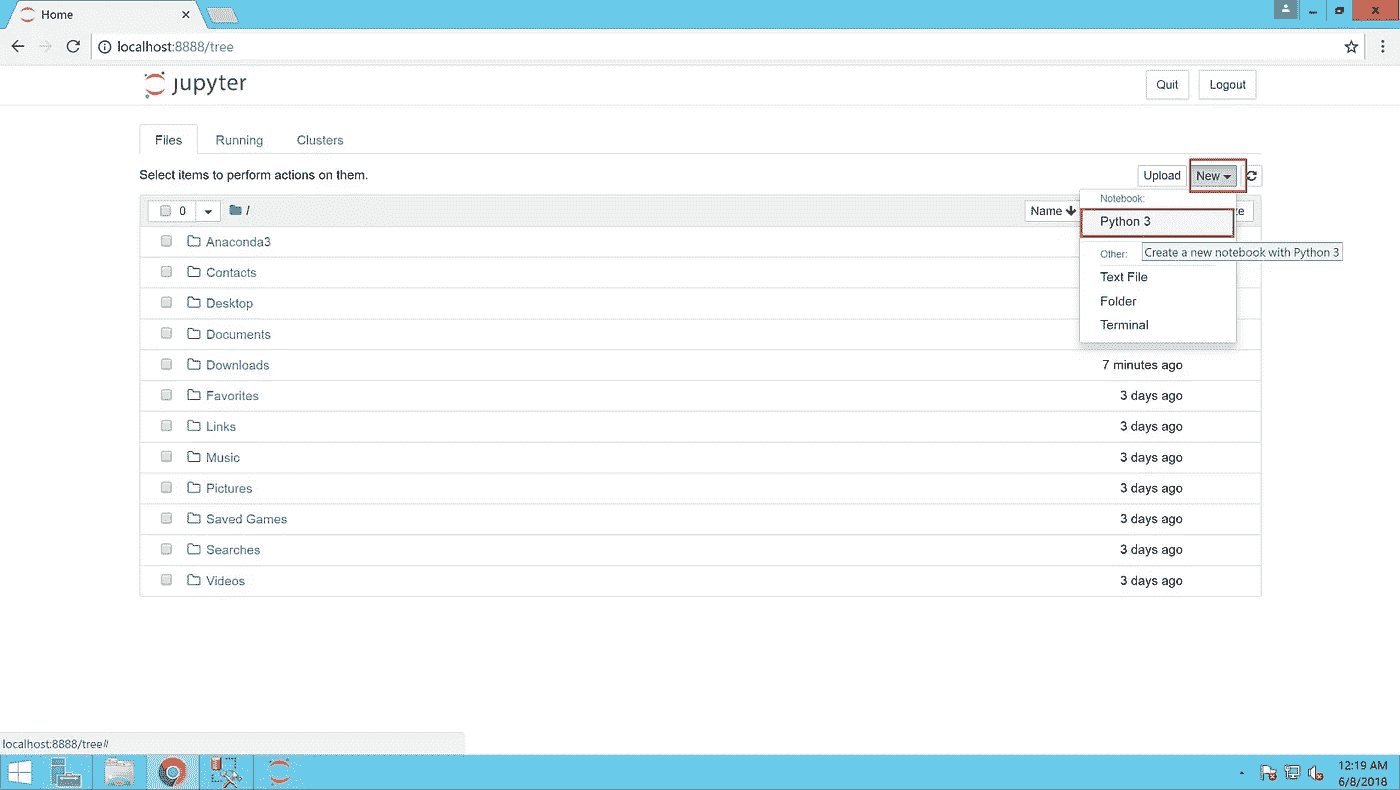 Home
localhost:8888/tree
jupyter
Quit Logout
Files Running Clusters
Select items to perform actions on them.
Upload New
0 / Name
Notebook:
Python 3
Create a new notebook with Python 3
Other:
Text File
Folder
Terminal
Anaconda3
Contacts
Desktop
Documents
Downloads 7 minutes ago
Favorites 3 days ago
Links 3 days ago
Music 3 days ago
Pictures 3 days ago
Saved Games 3 days ago
Searches 3 days ago
Videos 3 days ago
localhost:8888/tree#
12:19 AM
6/8/2018